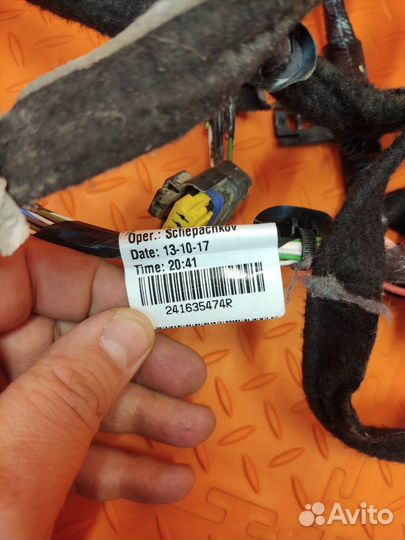 Oper.: Schepachkov
Date: 13-10-17
Time: 20:41
241635474R
Avito